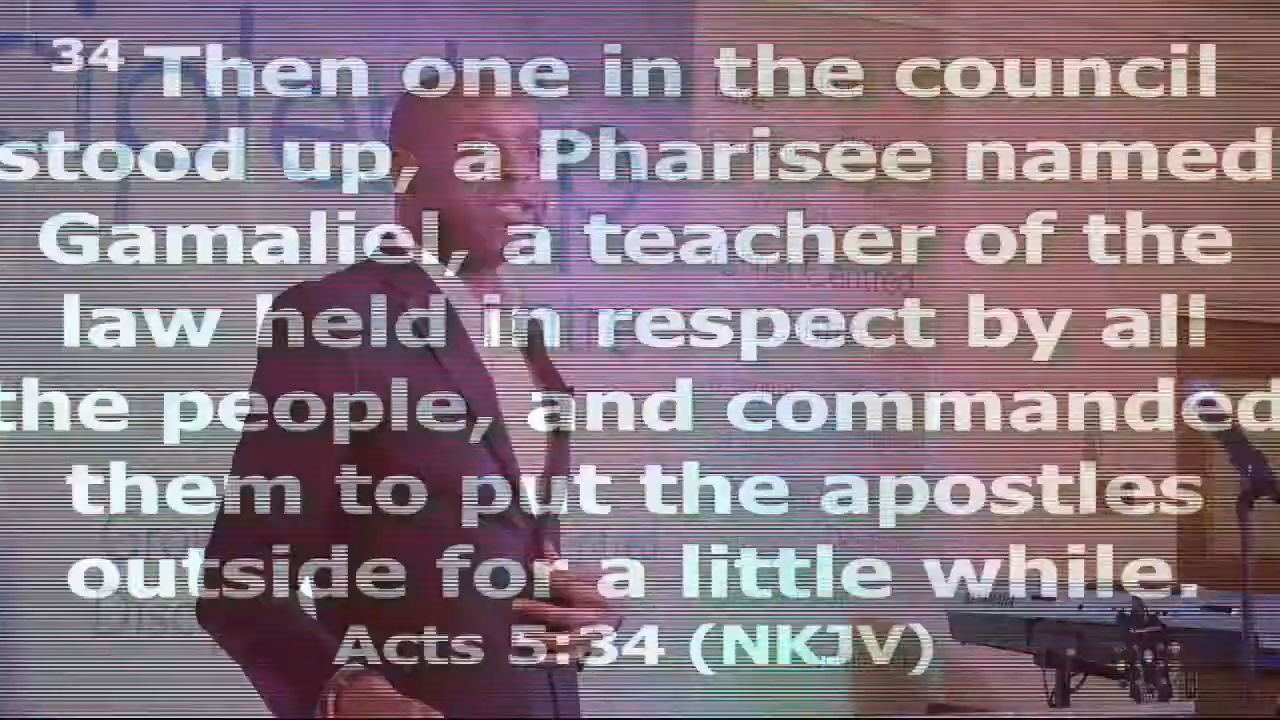 34 Then one in the council
stood up, a Pharisee named
Gamaliel, a teacher of the
law held in respect by all
the people, and commanded
them to put the apostles
outside for a little while.
Acts 5:34 (NKJV)